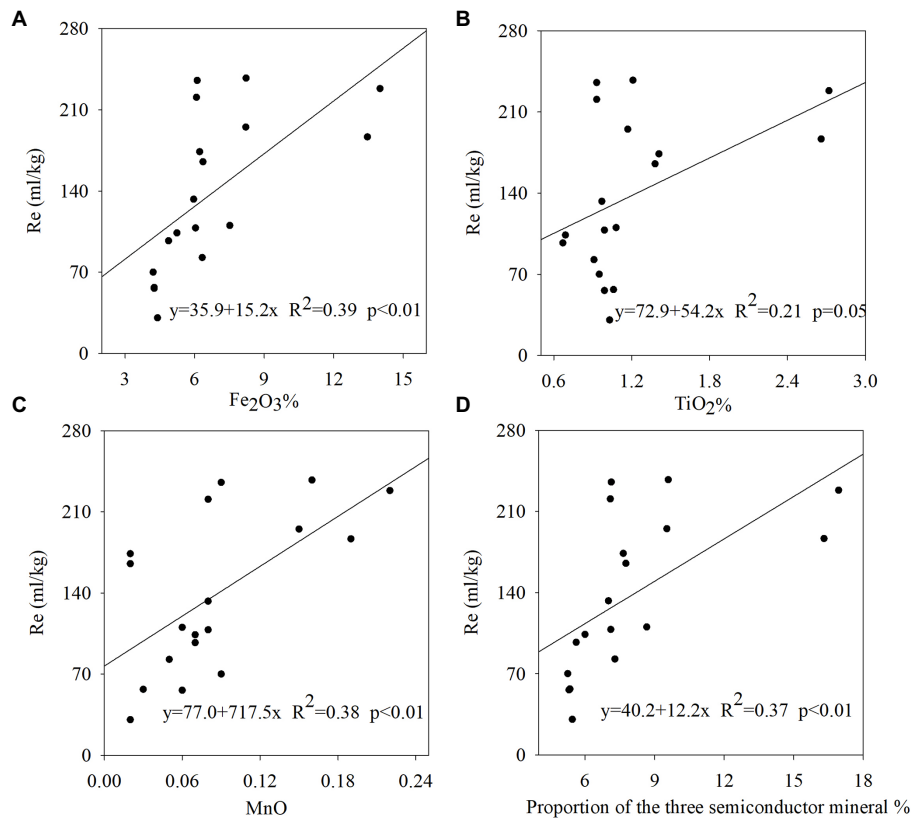 A
280
210
140
70
0
Re (ml/kg)
y=35.9+15.2x R²=0.39 p<0.01
3 6 9 12 15
Fe₂O₃%
B
280
210
140
70
0
Re (ml/kg)
y=72.9+54.2x R²=0.21 p=0.05
0.6 1.2 1.8 2.4 3.0
TiO₂%
C
280
210
140
70
0
Re (ml/kg)
y=77.0+717.5x R²=0.38 p<0.01
0.00 0.06 0.12 0.18 0.24
MnO
D
280
210
140
70
0
Re (ml/kg)
y=40.2+12.2x R²=0.37 p<0.01
6 9 12 15 18
Proportion of the three semiconductor mineral %